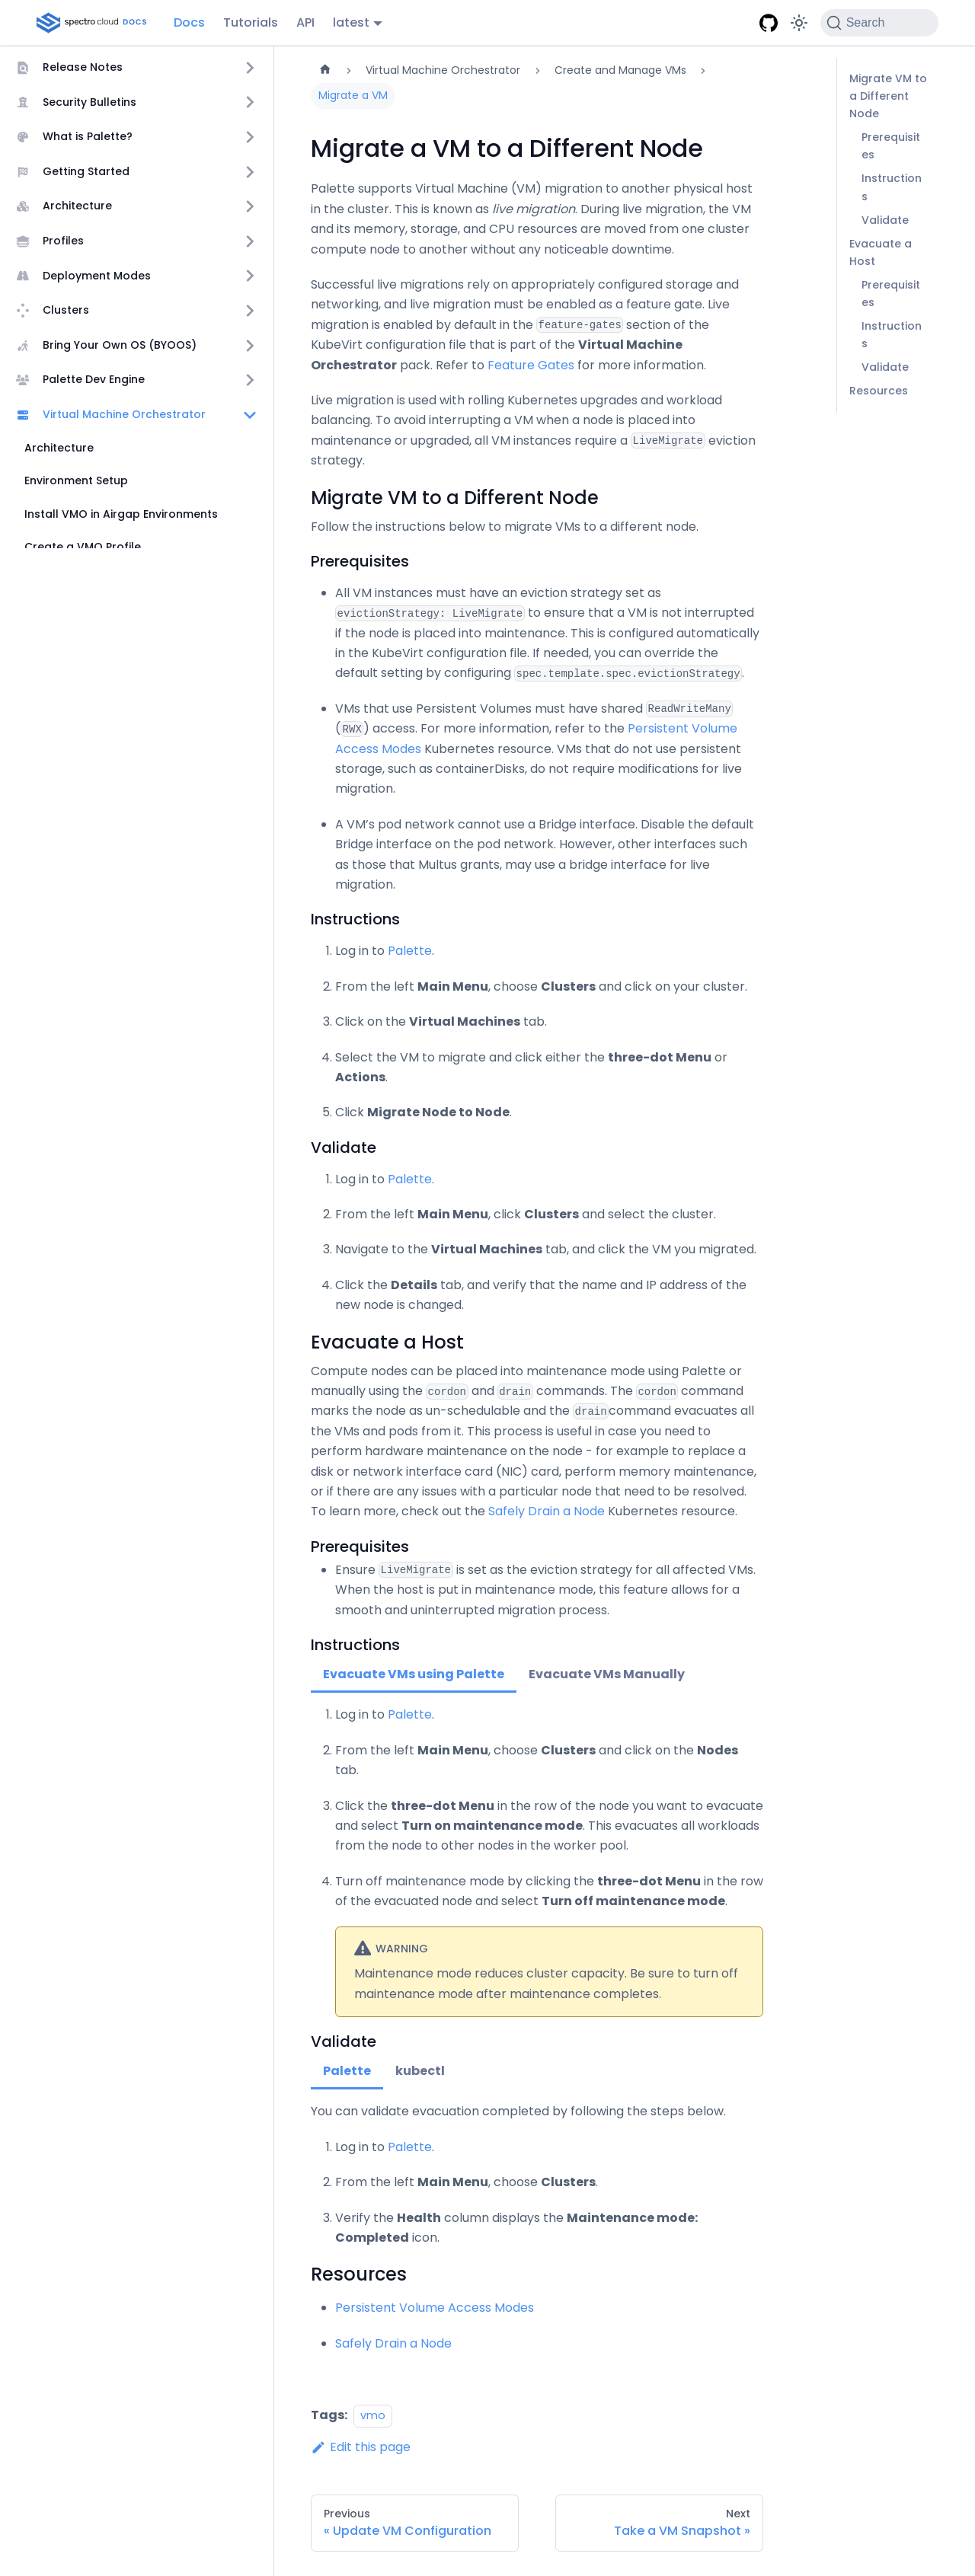 spectro cloud DOCS
Docs
Tutorials
API
latest
Search
Release Notes
Security Bulletins
What is Palette?
Getting Started
Architecture
Profiles
Deployment Modes
Clusters
Bring Your Own OS (BYOOS)
Palette Dev Engine
Virtual Machine Orchestrator
Architecture
Environment Setup
Install VMO in Airgap Environments
Create a VMO Profile
Virtual Machine Orchestrator
Create and Manage VMs
Migrate a VM
Migrate a VM to a Different Node
Palette supports Virtual Machine (VM) migration to another physical host
in the cluster. This is known as live migration. During live migration, the VM
and its memory, storage, and CPU resources are moved from one cluster
compute node to another without any noticeable downtime.
Successful live migrations rely on appropriately configured storage and
networking, and live migration must be enabled as a feature gate. Live
migration is enabled by default in the feature-gates section of the
KubeVirt configuration file that is part of the Virtual Machine
Orchestrator pack. Refer to Feature Gates for more information.
Live migration is used with rolling Kubernetes upgrades and workload
balancing. To avoid interrupting a VM when a node is placed into
maintenance or upgraded, all VM instances require a LiveMigrate eviction
strategy.
Migrate VM to a Different Node
Follow the instructions below to migrate VMs to a different node.
Prerequisites
• All VM instances must have an eviction strategy set as
evictionStrategy: LiveMigrate to ensure that a VM is not interrupted
if the node is placed into maintenance. This is configured automatically
in the KubeVirt configuration file. If needed, you can override the
default setting by configuring spec.template.spec.evictionStrategy.
• VMs that use Persistent Volumes must have shared ReadWriteMany
(RWX) access. For more information, refer to the Persistent Volume
Access Modes Kubernetes resource. VMs that do not use persistent
storage, such as containerDisks, do not require modifications for live
migration.
• A VM’s pod network cannot use a Bridge interface. Disable the default
Bridge interface on the pod network. However, other interfaces such
as those that Multus grants, may use a bridge interface for live
migration.
Instructions
1. Log in to Palette.
2. From the left Main Menu, choose Clusters and click on your cluster.
3. Click on the Virtual Machines tab.
4. Select the VM to migrate and click either the three-dot Menu or
Actions.
5. Click Migrate Node to Node.
Validate
1. Log in to Palette.
2. From the left Main Menu, click Clusters and select the cluster.
3. Navigate to the Virtual Machines tab, and click the VM you migrated.
4. Click the Details tab, and verify that the name and IP address of the
new node is changed.
Evacuate a Host
Compute nodes can be placed into maintenance mode using Palette or
manually using the cordon and drain commands. The cordon command
marks the node as un-schedulable and the drain command evacuates all
the VMs and pods from it. This process is useful in case you need to
perform hardware maintenance on the node - for example to replace a
disk or network interface card (NIC) card, perform memory maintenance,
or if there are any issues with a particular node that need to be resolved.
To learn more, check out the Safely Drain a Node Kubernetes resource.
Prerequisites
• Ensure LiveMigrate is set as the eviction strategy for all affected VMs.
When the host is put in maintenance mode, this feature allows for a
smooth and uninterrupted migration process.
Instructions
Evacuate VMs using Palette
Evacuate VMs Manually
1. Log in to Palette.
2. From the left Main Menu, choose Clusters and click on the Nodes
tab.
3. Click the three-dot Menu in the row of the node you want to evacuate
and select Turn on maintenance mode. This evacuates all workloads
from the node to other nodes in the worker pool.
4. Turn off maintenance mode by clicking the three-dot Menu in the row
of the evacuated node and select Turn off maintenance mode.
WARNING
Maintenance mode reduces cluster capacity. Be sure to turn off
maintenance mode after maintenance completes.
Validate
Palette
kubectl
You can validate evacuation completed by following the steps below.
1. Log in to Palette.
2. From the left Main Menu, choose Clusters.
3. Verify the Health column displays the Maintenance mode:
Completed icon.
Resources
• Persistent Volume Access Modes
• Safely Drain a Node
Tags: vmo
Edit this page
Previous
« Update VM Configuration
Next
Take a VM Snapshot »
Migrate VM to
a Different
Node
Prerequisit
es
Instruction
s
Validate
Evacuate a
Host
Prerequisit
es
Instruction
s
Validate
Resources